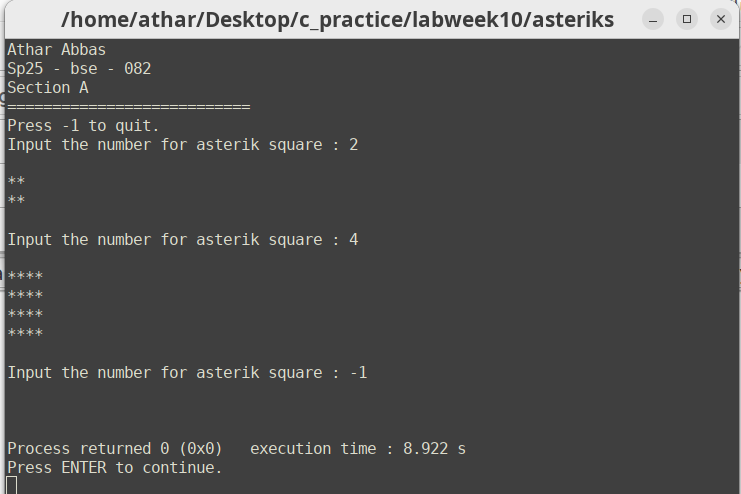 /home/athar/Desktop/c_practice/labweek10/asteriks
Athar Abbas
Sp25 - bse - 082
Section A
===========================
Press -1 to quit.
Input the number for asterik square : 2
**
**
Input the number for asterik square : 4
****
****
****
****
Input the number for asterik square : -1
Process returned 0 (0x0)   execution time : 8.922 s
Press ENTER to continue.